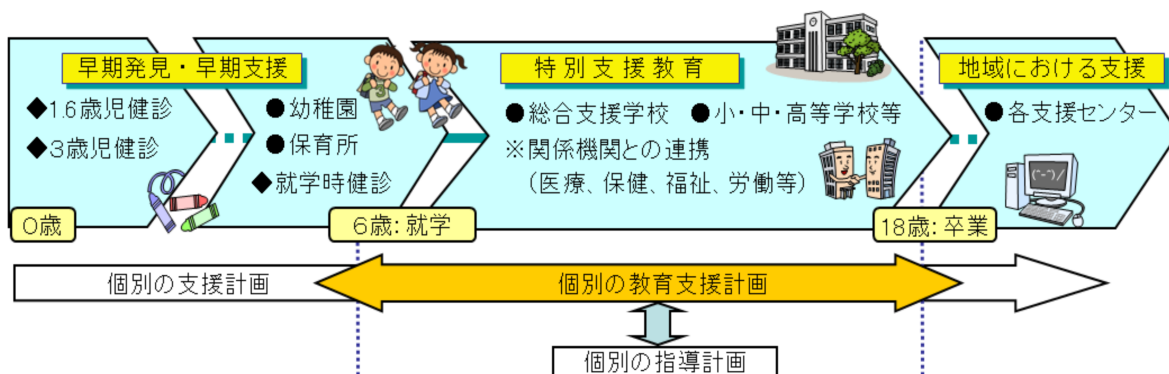 早期発見・早期支援
◆1.6歳児健診
◆3歳児健診
●幼稚園
●保育所
◆就学時健診
特別支援教育
●総合支援学校 ●小・中・高等学校等
※関係機関との連携
(医療、保健、福祉、労働等)
地域における支援
●各支援センター
0歳
6歳:就学
18歳:卒業
個別の支援計画
個別の教育支援計画
個別の指導計画